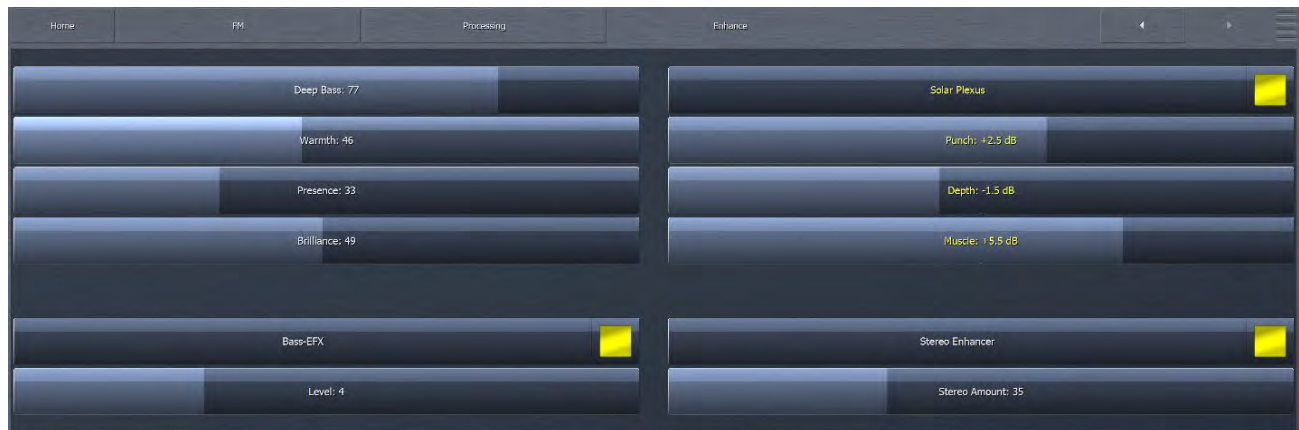 Home FM Processing Enhance
Deep Bass: 77
Warmth: 46
Presence: 33
Brilliance: 49
Solar Plexus
Punch: +2.5 dB
Depth: -1.5 dB
Muscle: +5.5 dB
Bass-EFX
Level: 4
Stereo Enhancer
Stereo Amount: 35